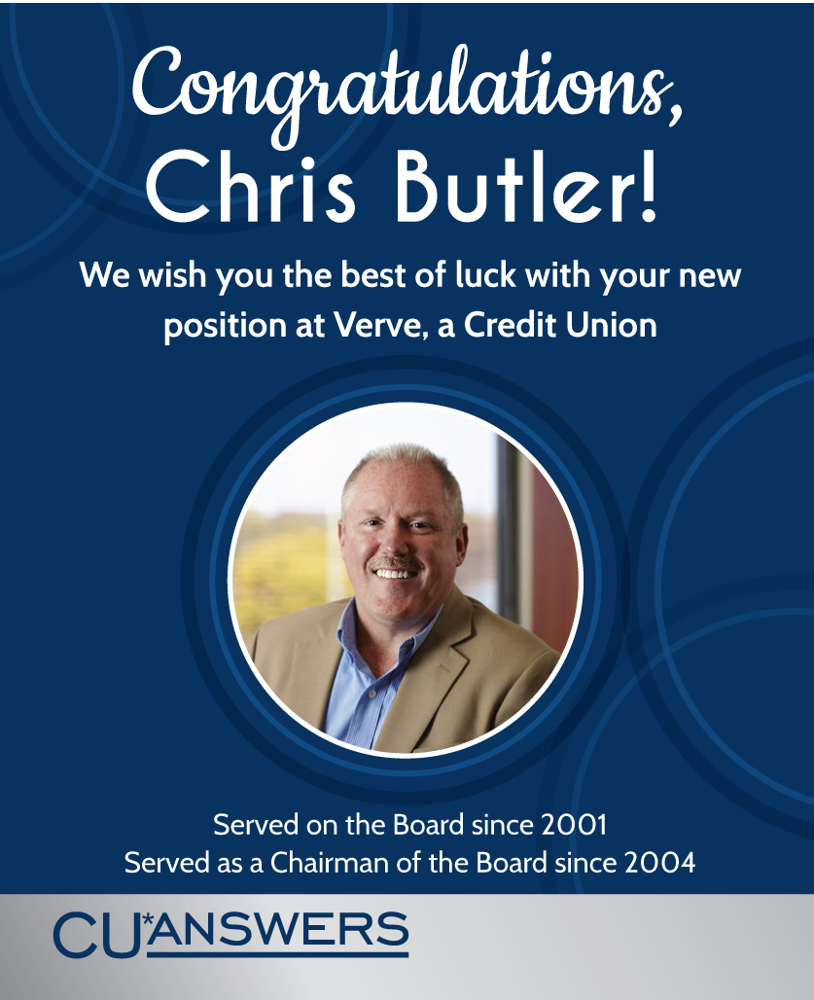 Congratulations,
Chris Butler!
We wish you the best of luck with your new
position at Verve, a Credit Union
Served on the Board since 2001
Served as a Chairman of the Board since 2004
CU*ANSWERS